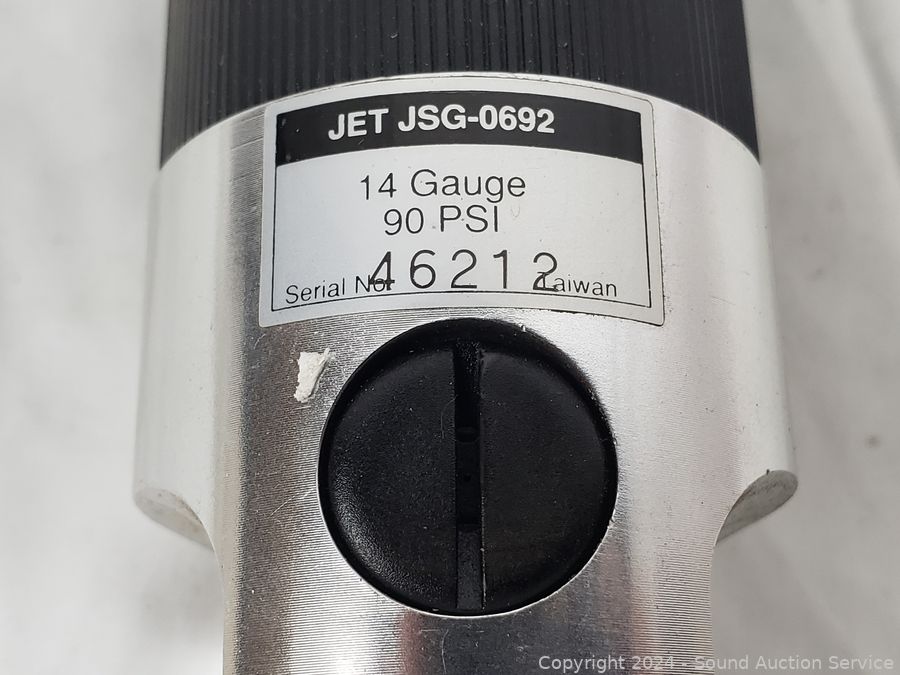 JET JSG-0692
14 Gauge
90 PSI
Serial No. 46212 Taiwan
Copyright 2024 - Sound Auction Service